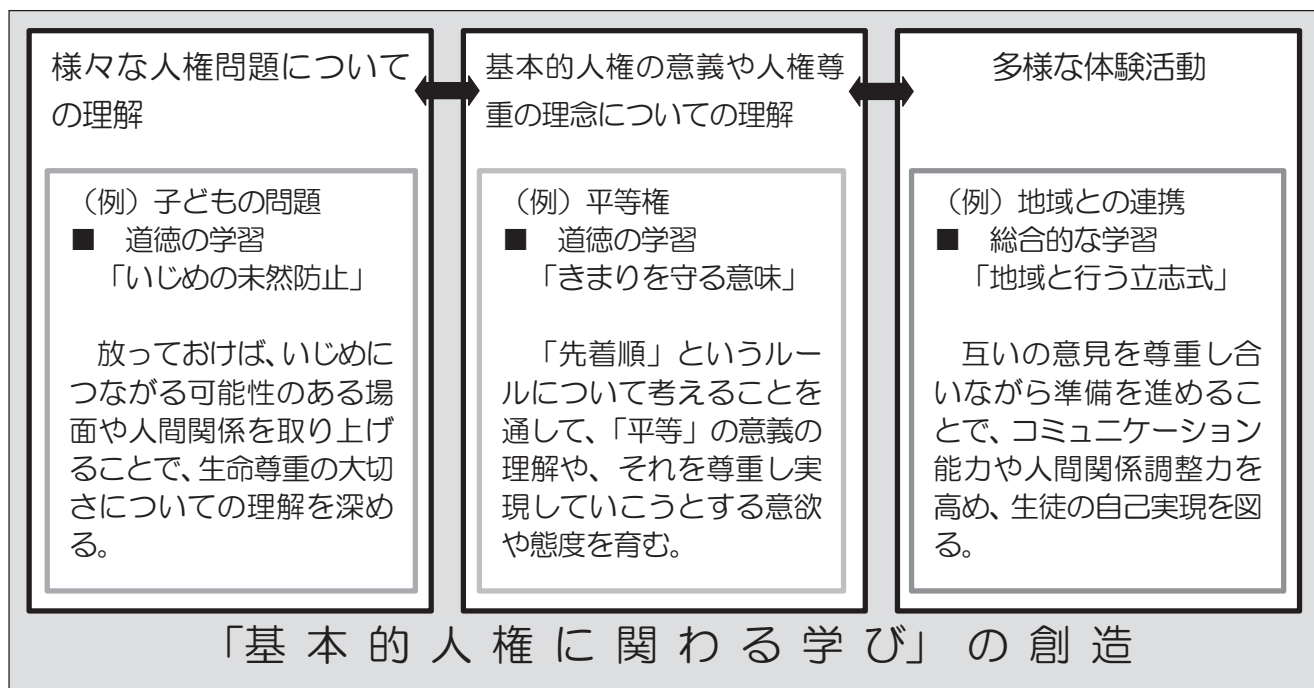 様々な人権問題について
の理解
（例）子どもの問題
■　道徳の学習
「いじめの未然防止」
放っておけば、いじめに
つながる可能性のある場
面や人間関係を取り上げ
ることで、生命尊重の大切
さについての理解を深め
る。
基本的人権の意義や人権尊
重の理念についての理解
（例）平等権
■　道徳の学習
「きまりを守る意味」
「先着順」というルー
ルについて考えることを
通して、「平等」の意義の
理解や、それを尊重し実
現していこうとする意欲
や態度を育む。
多様な体験活動
（例）地域との連携
■　総合的な学習
「地域と行う立志式」
互いの意見を尊重し合
いながら準備を進めるこ
とで、コミュニケーション
能力や人間関係調整力を
高め、生徒の自己実現を図
る。
「基本的人権に関わる学び」の創造